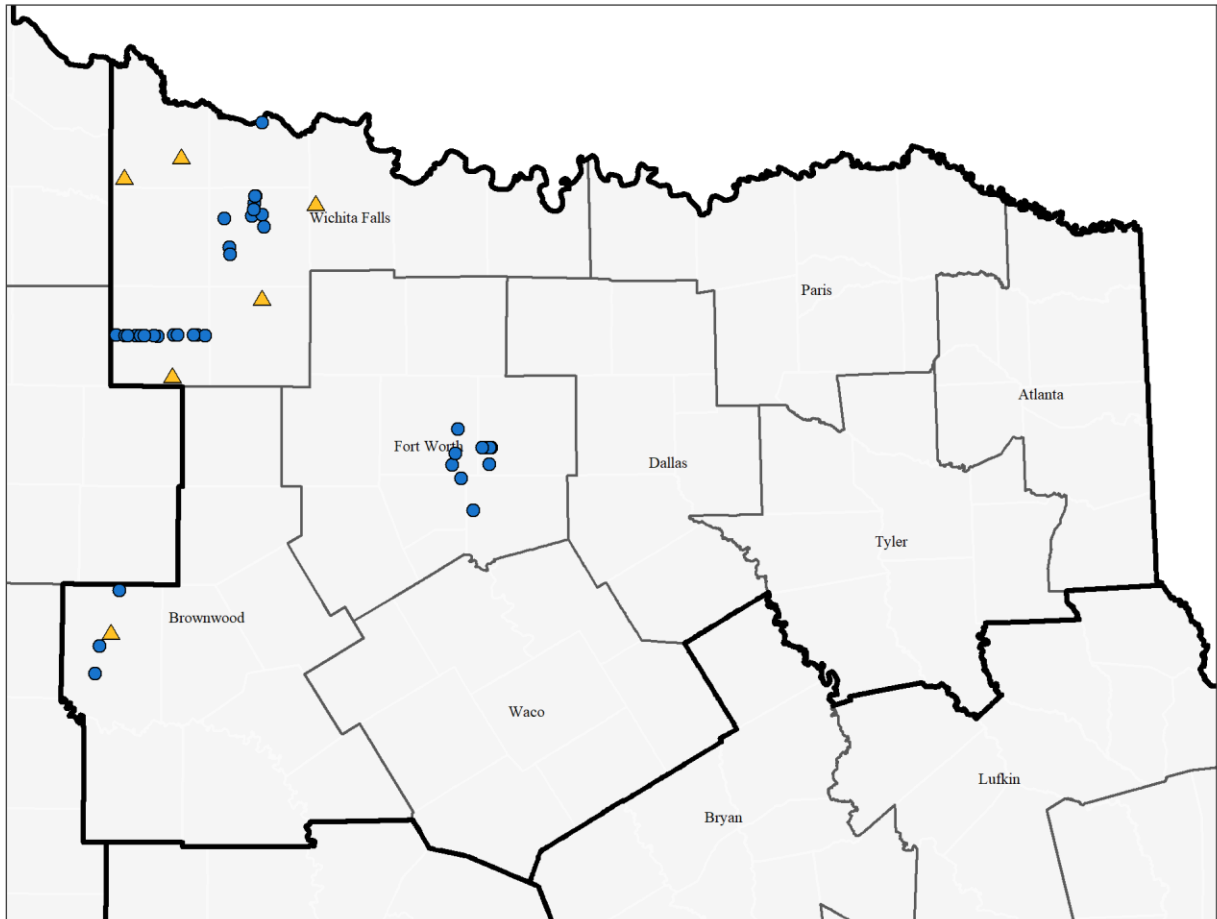 Wichita Falls
Paris
Atlanta
Fort Worth
Dallas
Tyler
Brownwood
Waco
Lufkin
Bryan